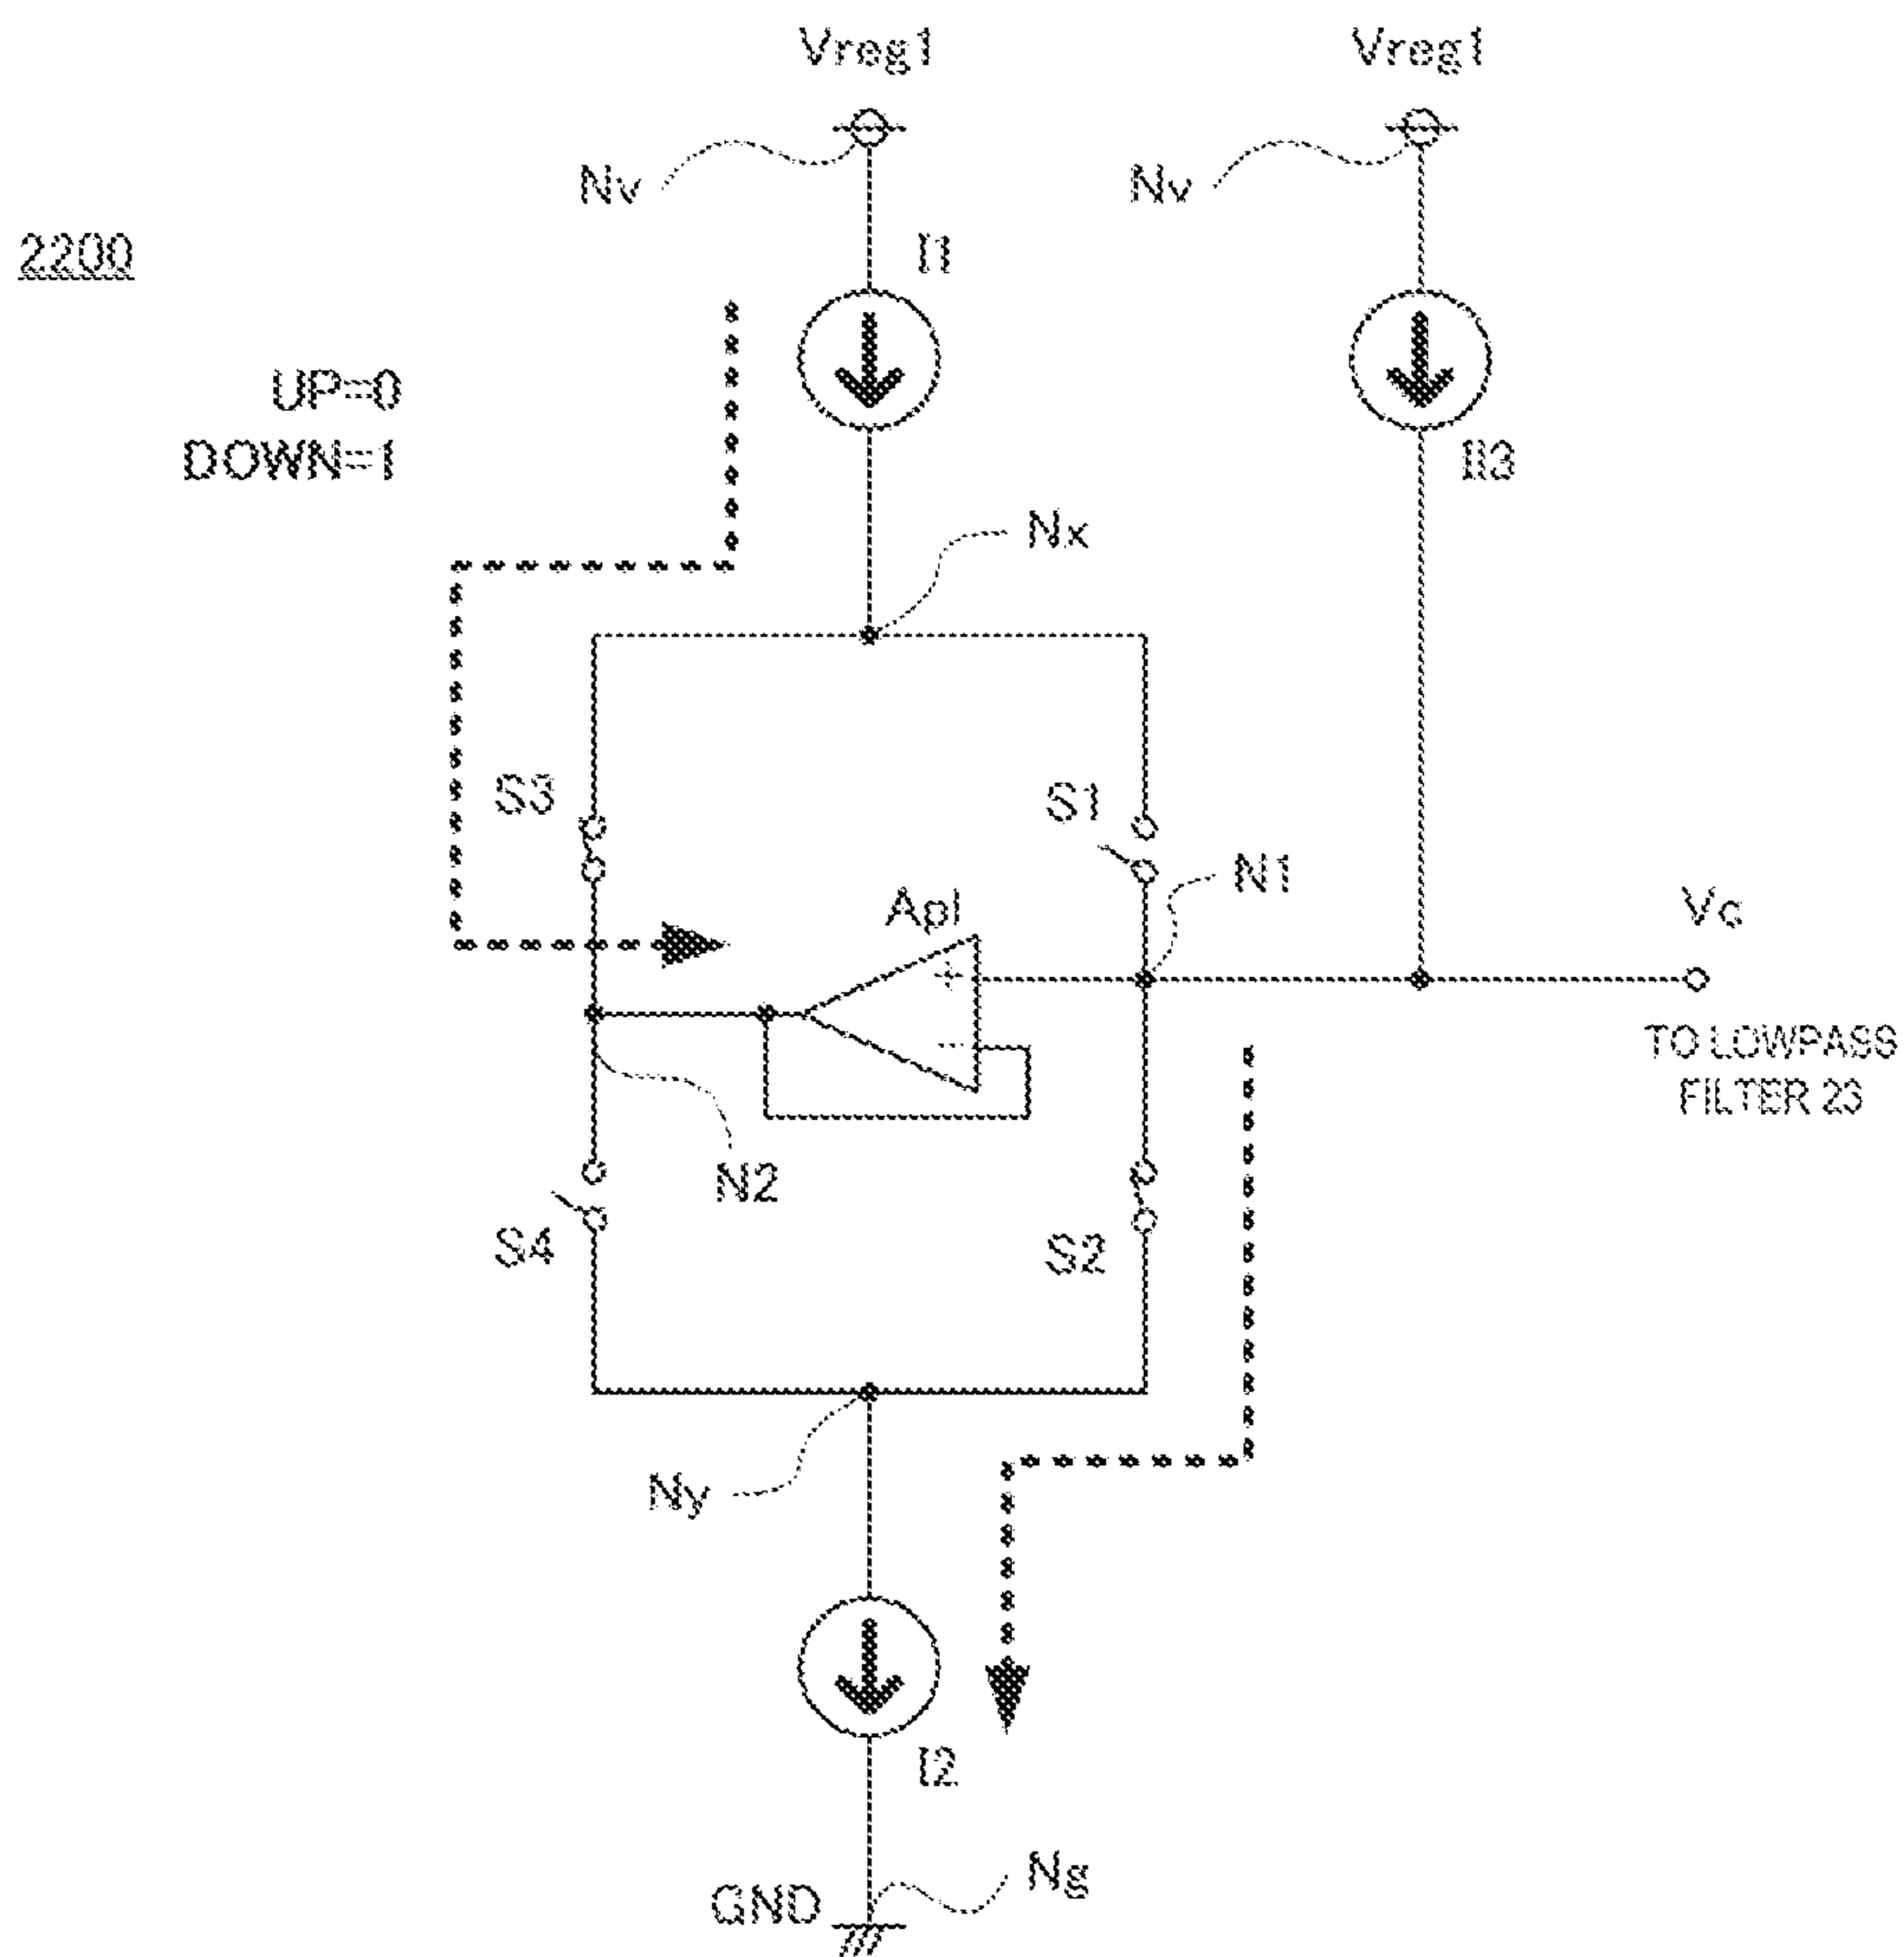 Vreg1
Vreg1
Nv
Nv
2200
I1
UP=0
DOWN=1
II3
Nx
S3
S1
N1
Apl
Vc
+
−
TO LOWPASS
FILTER 23
N2
S4
S2
Ny
I2
Ng
GND